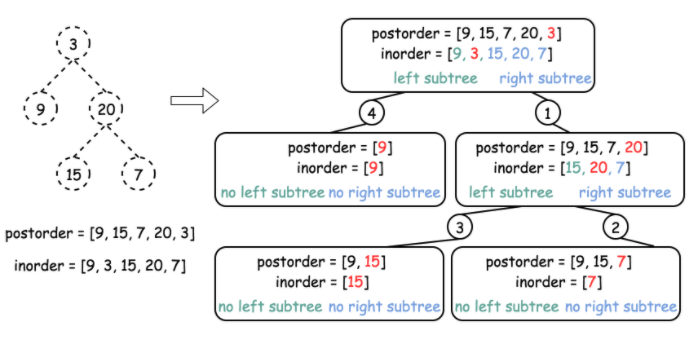 3
9
20
15
7
postorder = [9, 15, 7, 20, 3]
inorder = [9, 3, 15, 20, 7]
postorder = [9, 15, 7, 20, 3]
inorder = [9, 3, 15, 20, 7]
left subtree right subtree
4
1
postorder = [9]
inorder = [9]
no left subtree no right subtree
postorder = [9, 15, 7, 20]
inorder = [15, 20, 7]
left subtree right subtree
3
2
postorder = [9, 15]
inorder = [15]
no left subtree no right subtree
postorder = [9, 15, 7]
inorder = [7]
no left subtree no right subtree